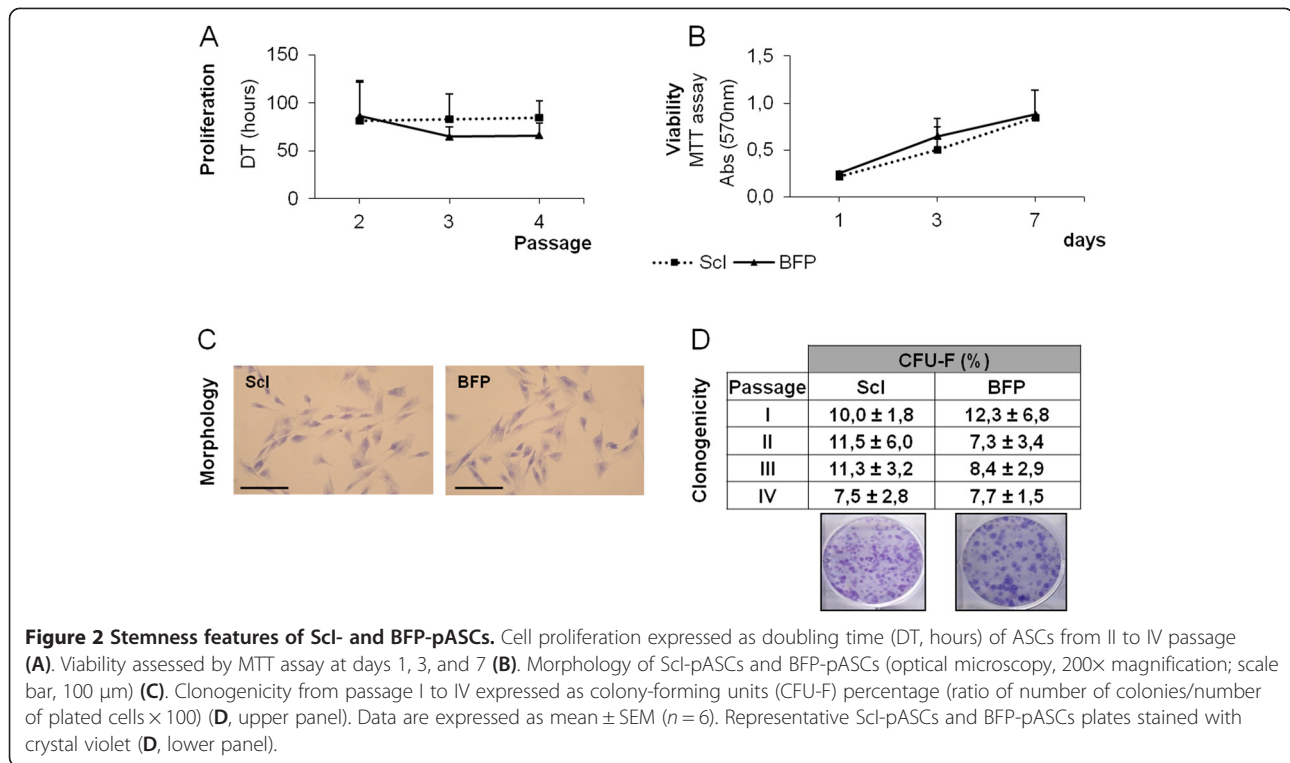 A
Proliferation
DT (hours)
150
100
50
0
2 3 4
Passage
B
Viability
MTT assay
Abs (570nm)
1,5
1,0
0,5
0,0
1 3 7
days
ScI BFP
C
Morphology
ScI
BFP
D
Clonogenicity
CFU-F (%)
Passage ScI BFP
I 10,0 ± 1,8 12,3 ± 6,8
II 11,5 ± 6,0 7,3 ± 3,4
III 11,3 ± 3,2 8,4 ± 2,9
IV 7,5 ± 2,8 7,7 ± 1,5
Figure 2 Stemness features of ScI- and BFP-pASCs. Cell proliferation expressed as doubling time (DT, hours) of ASCs from II to IV passage
(A). Viability assessed by MTT assay at days 1, 3, and 7 (B). Morphology of ScI-pASCs and BFP-pASCs (optical microscopy, 200× magnification; scale
bar, 100 μm) (C). Clonogenicity from passage I to IV expressed as colony-forming units (CFU-F) percentage (ratio of number of colonies/number
of plated cells × 100) (D, upper panel). Data are expressed as mean ± SEM (n = 6). Representative ScI-pASCs and BFP-pASCs plates stained with
crystal violet (D, lower panel).